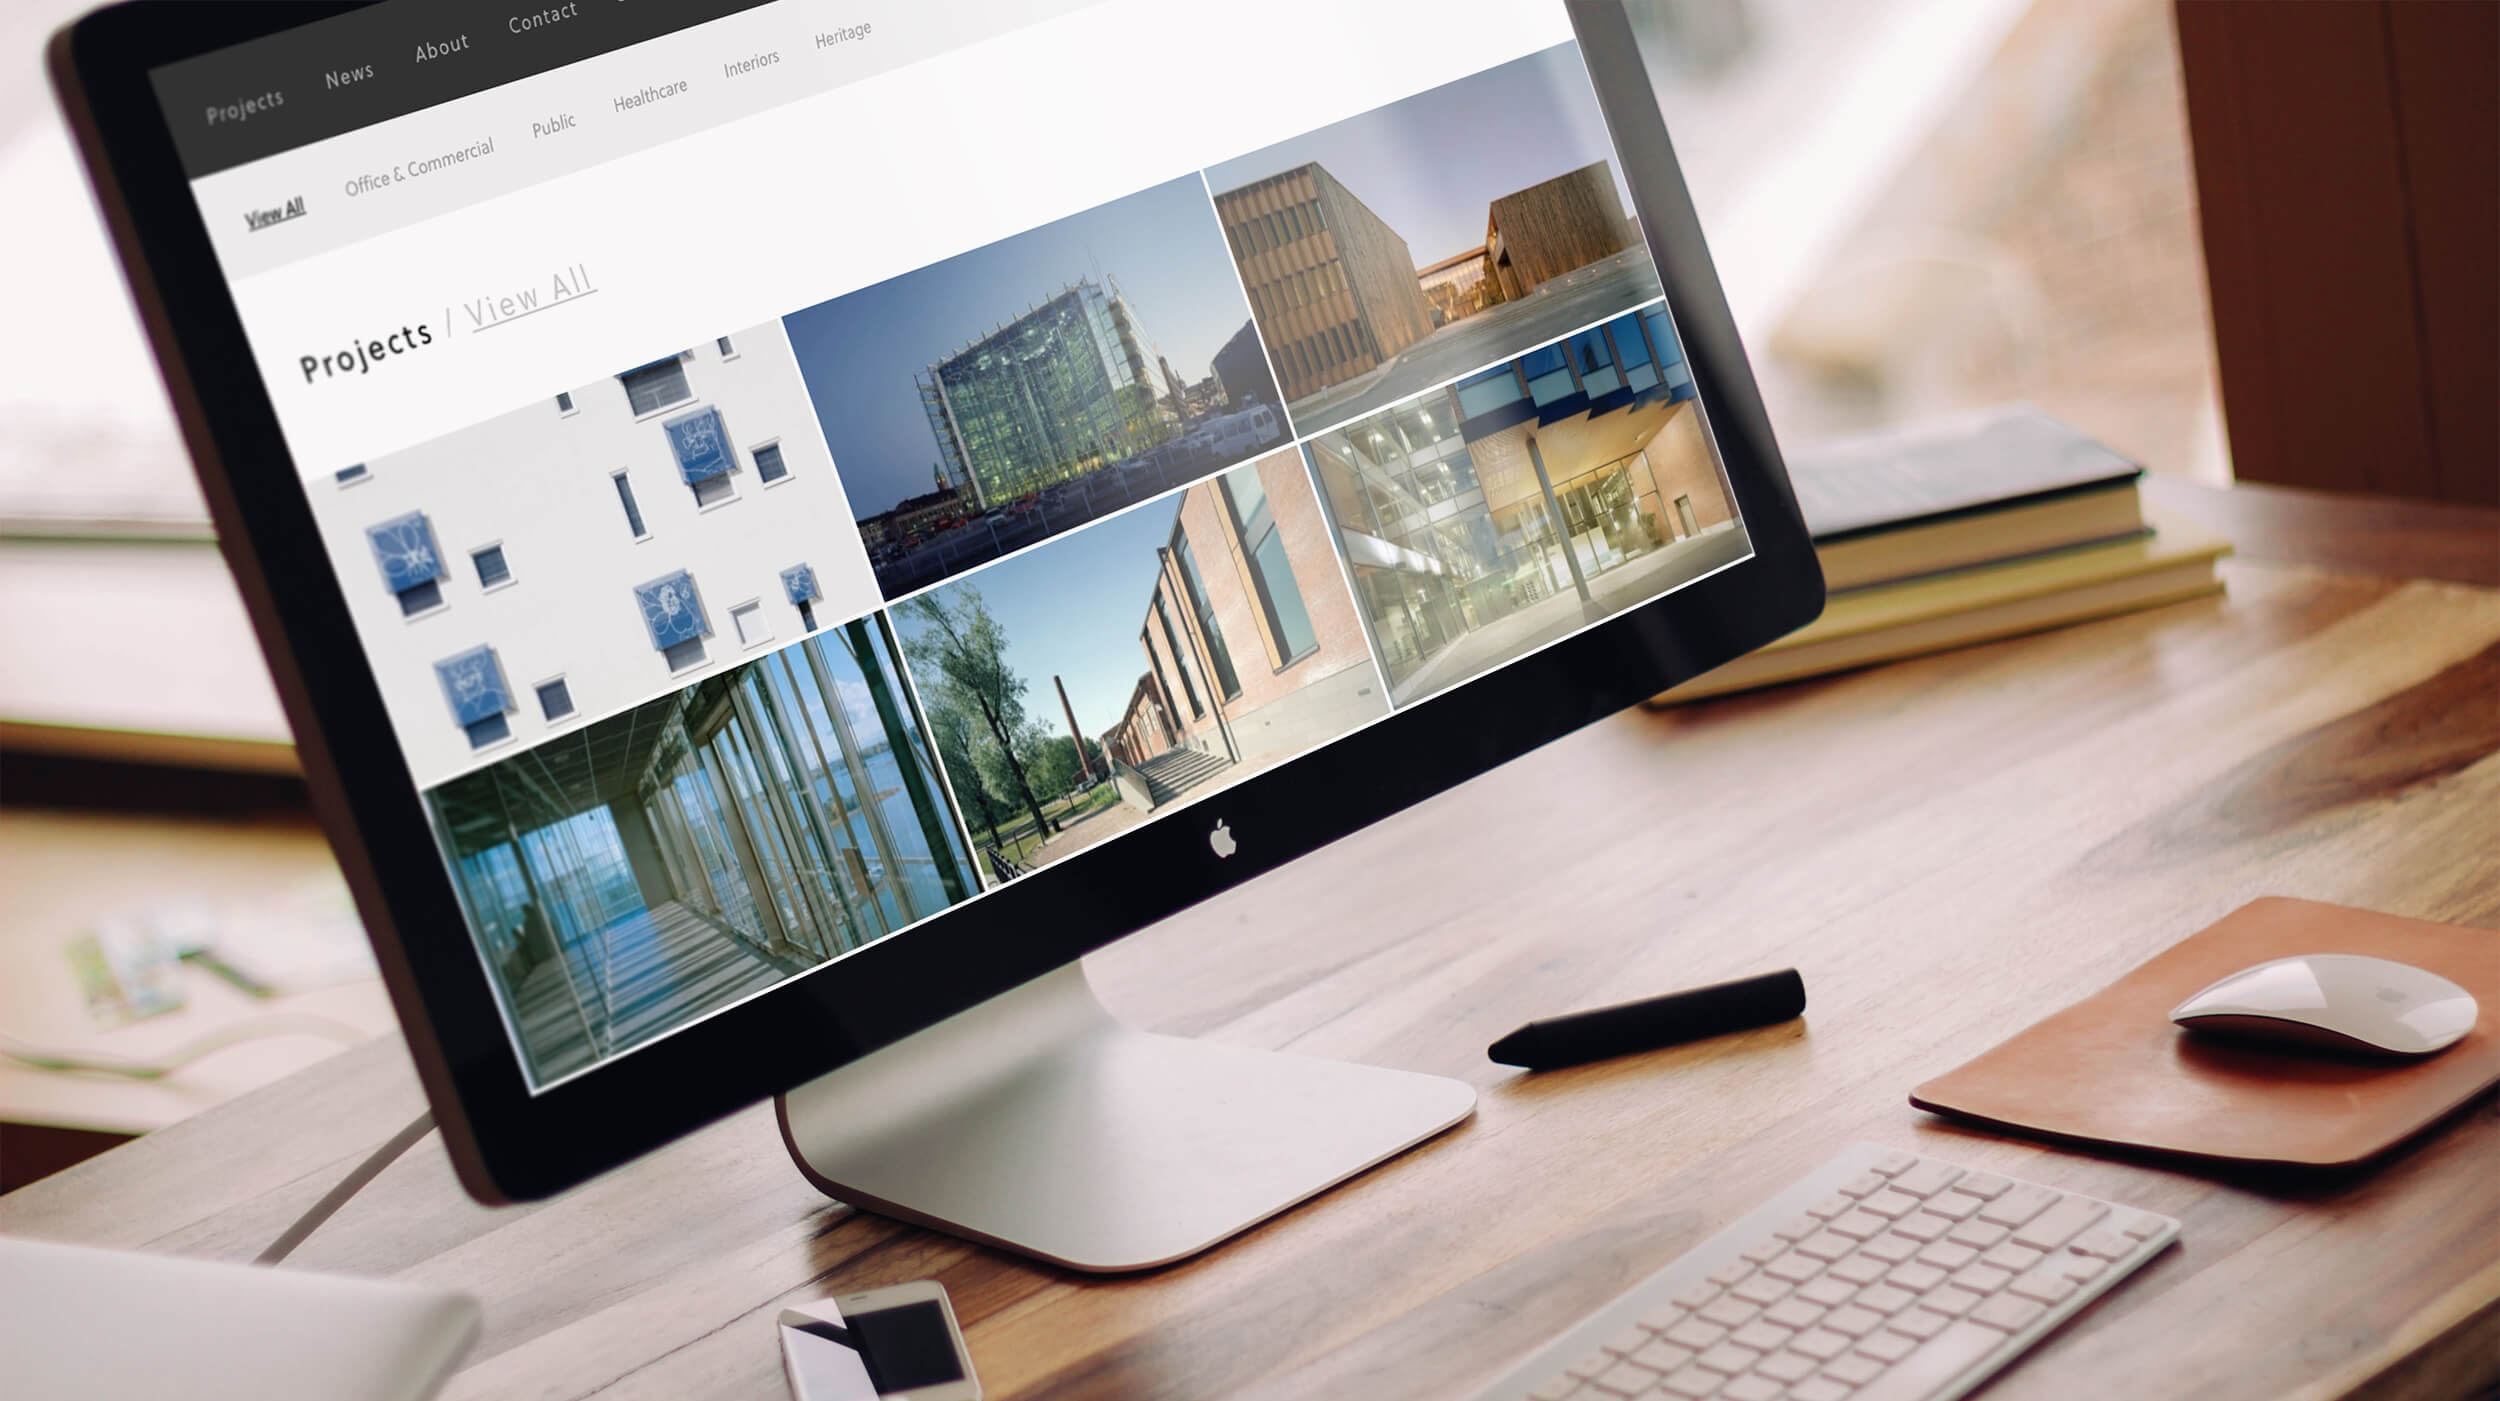 Projects News About Contact
View All Office & Commercial Public Healthcare Interiors Heritage
Projects / View All